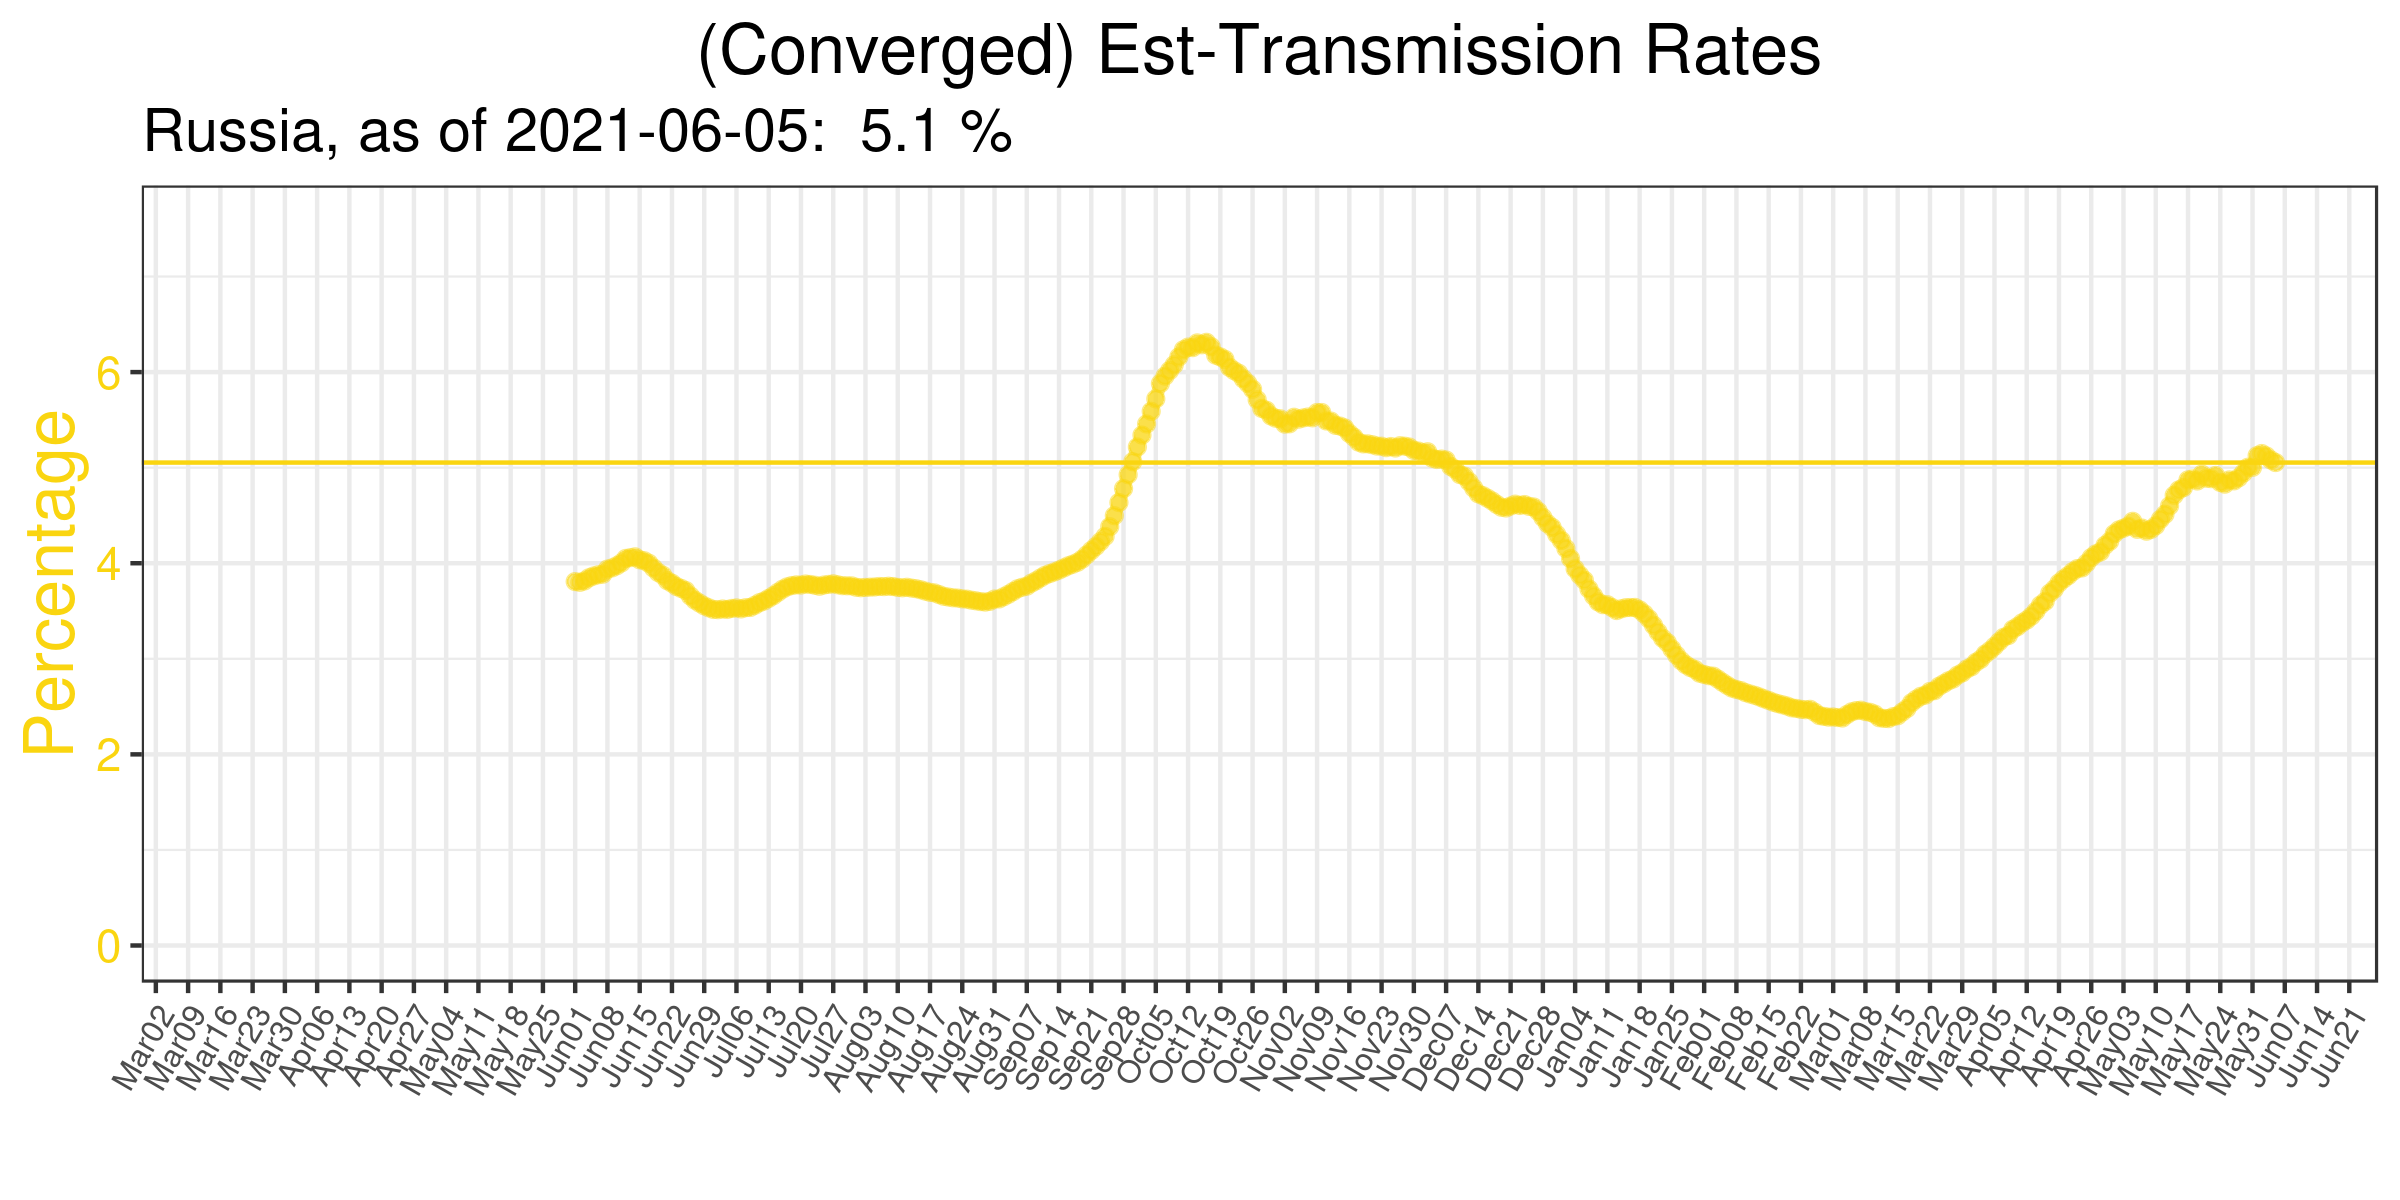 (Converged) Est-Transmission Rates
Russia, as of 2021-06-05:  5.1 %
Percentage
6
4
2
0
Mar02
Mar09
Mar16
Mar23
Mar30
Apr06
Apr13
Apr20
Apr27
May04
May11
May18
May25
Jun01
Jun08
Jun15
Jun22
Jun29
Jul06
Jul13
Jul20
Jul27
Aug03
Aug10
Aug17
Aug24
Aug31
Sep07
Sep14
Sep21
Sep28
Oct05
Oct12
Oct19
Oct26
Nov02
Nov09
Nov16
Nov23
Nov30
Dec07
Dec14
Dec21
Dec28
Jan04
Jan11
Jan18
Jan25
Feb01
Feb08
Feb15
Feb22
Mar01
Mar08
Mar15
Mar22
Mar29
Apr05
Apr12
Apr19
Apr26
May03
May10
May17
May24
May31
Jun07
Jun14
Jun21